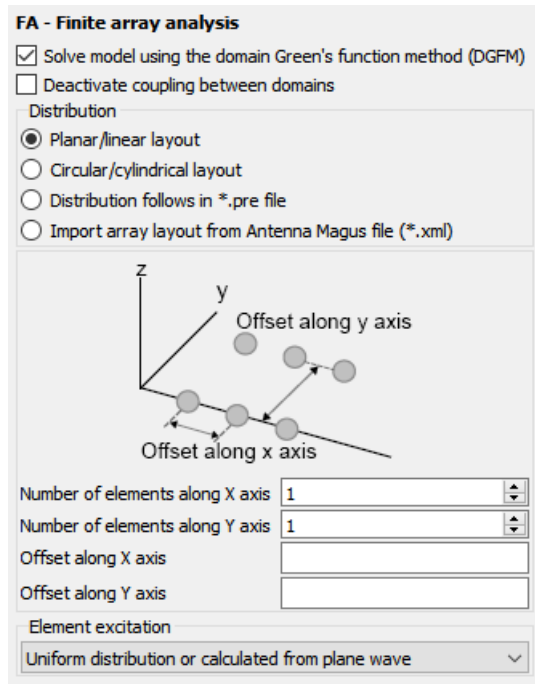 FA - Finite array analysis
Solve model using the domain Green's function method (DGFM)
Deactivate coupling between domains
Distribution
Planar/linear layout
Circular/cylindrical layout
Distribution follows in *.pre file
Import array layout from Antenna Magus file (*.xml)
z
y
Offset along y axis
Offset along x axis
Number of elements along X axis 1
Number of elements along Y axis 1
Offset along X axis
Offset along Y axis
Element excitation
Uniform distribution or calculated from plane wave